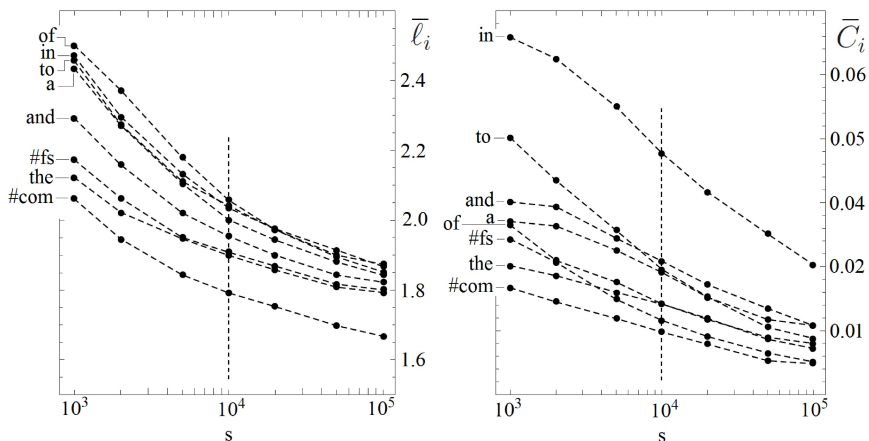 of
in
to
a
and
#fs
the
#com
ℓ̅ᵢ
2.4
2.2
2.0
1.8
1.6
10³
10⁴
10⁵
s
in
to
and
a
of
#fs
the
#com
C̅ᵢ
0.06
0.05
0.04
0.02
0.01
10³
10⁴
10⁵
s